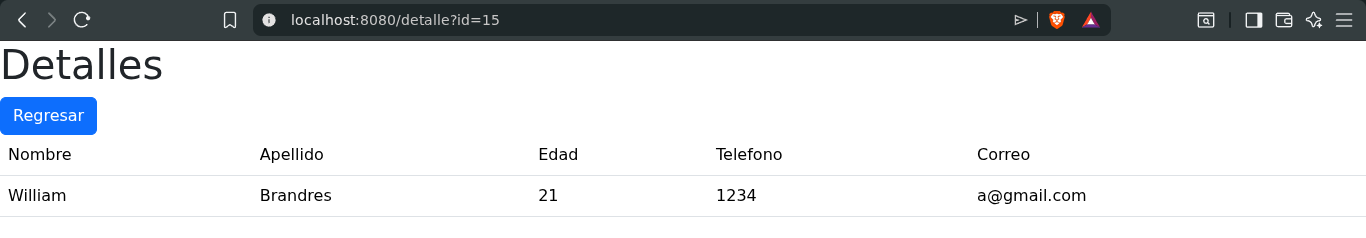 localhost:8080/detalle?id=15
Detalles
Regresar
Nombre Apellido Edad Telefono Correo
William Brandres 21 1234 a@gmail.com